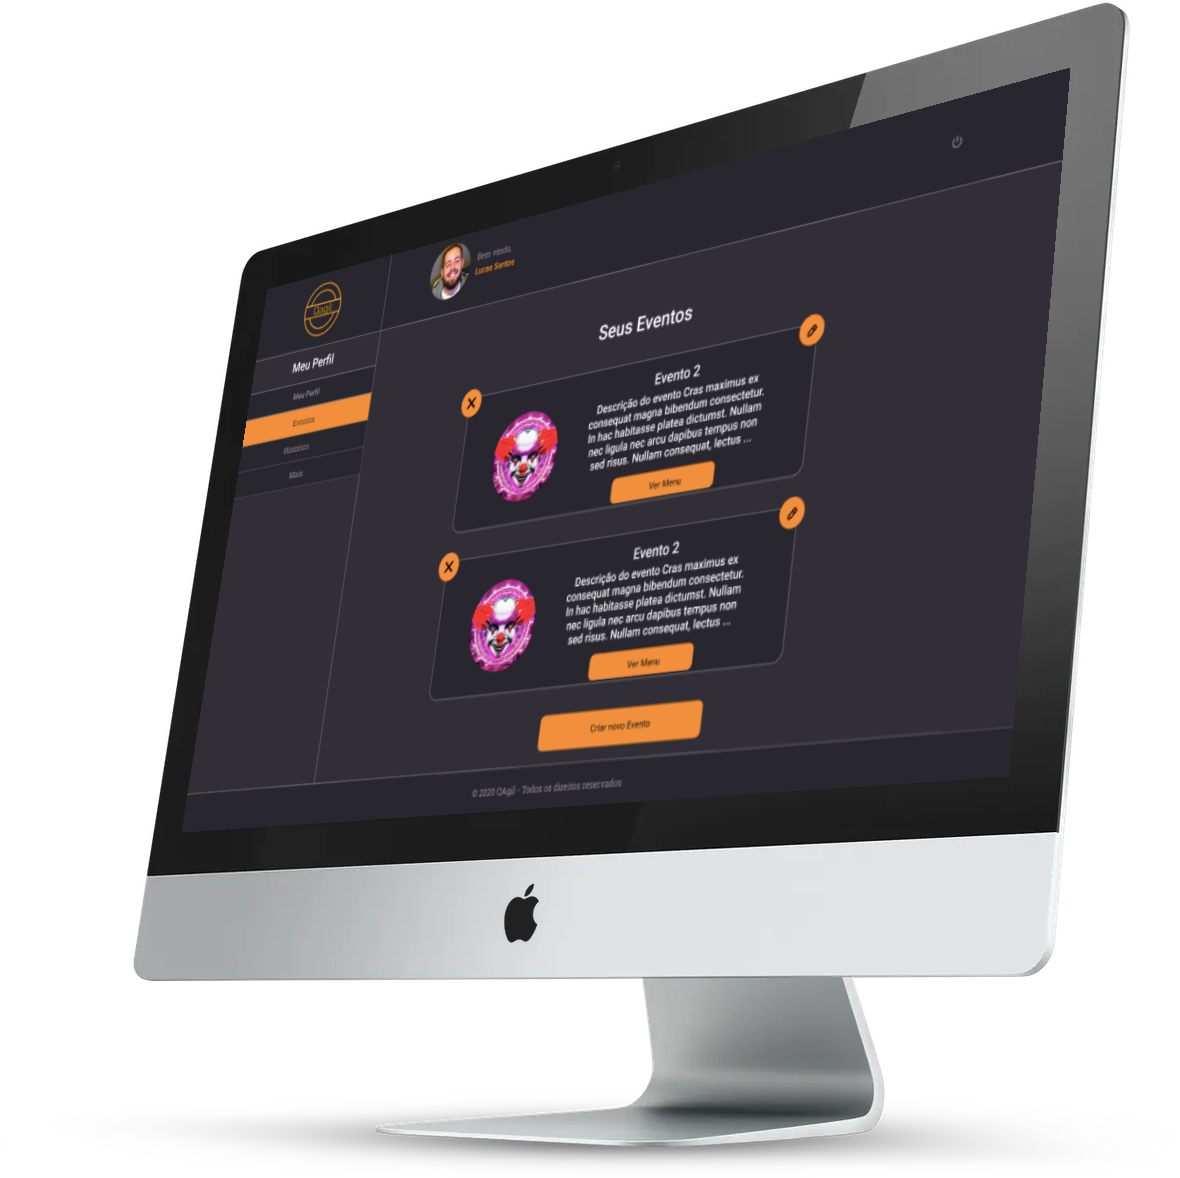 Bem vindo,
Lucas Santos
QAgil
Meu Perfil
Meu Perfil
Eventos
Historico
Mais
Seus Eventos
Evento 2
Descrição do evento Cras maximus ex
consequat magna bibendum consectetur.
In hac habitasse platea dictumst. Nullam
nec ligula nec arcu dapibus tempus non
sed risus. Nullam consequat, lectus ...
Ver Menu
Evento 2
Descrição do evento Cras maximus ex
consequat magna bibendum consectetur.
In hac habitasse platea dictumst. Nullam
nec ligula nec arcu dapibus tempus non
sed risus. Nullam consequat, lectus ...
Ver Menu
Criar novo Evento
© 2020 QAgil - Todos os direitos reservados